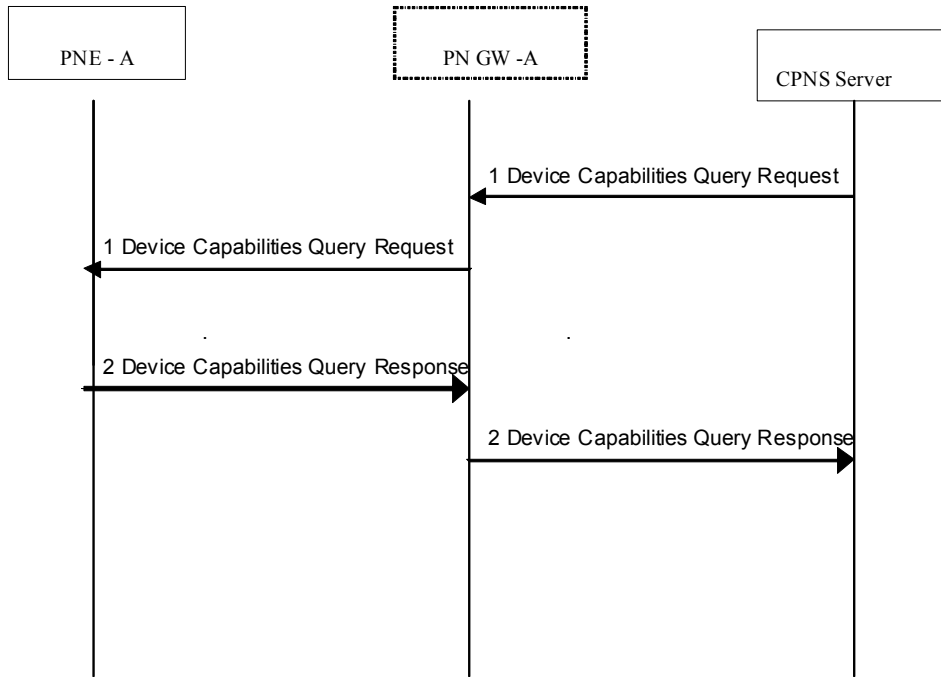 PNE - A
PN GW -A
CPNS Server
1 Device Capabilities Query Request
1 Device Capabilities Query Request
2 Device Capabilities Query Response
2 Device Capabilities Query Response